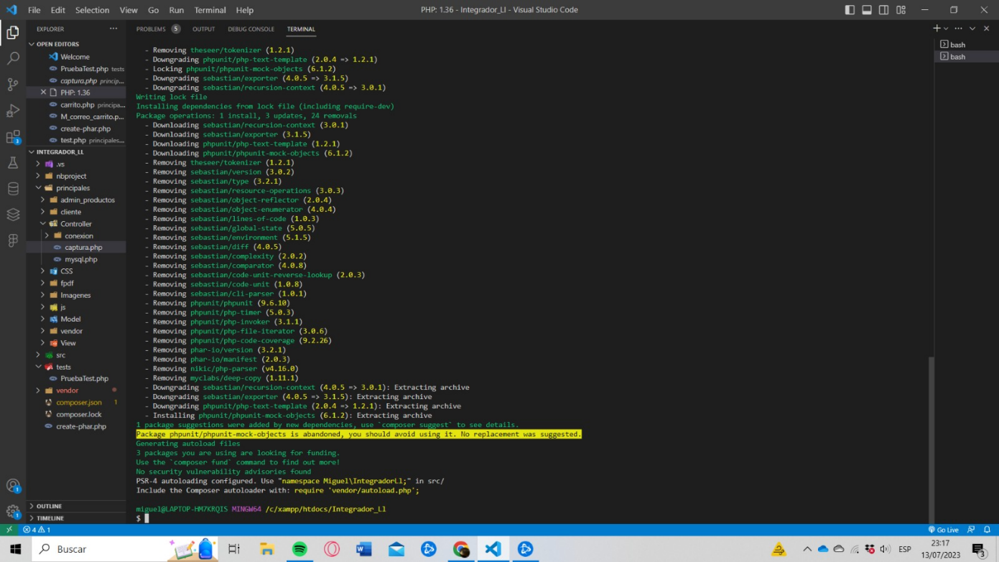 File Edit Selection View Go Run Terminal Help
PHP: 1.36 - Integrador_Ll - Visual Studio Code
EXPLORER
PROBLEMS 5 OUTPUT DEBUG CONSOLE TERMINAL
OPEN EDITORS
Welcome
PruebaTest.php tests
captura.php princip...
PHP: 1.36
carrito.php principa...
M_correo_carrito.p...
create-phar.php
test.php principales...
INTEGRADOR_LL
.vs
nbproject
principales
admin_productos
cliente
Controller
conexion
captura.php
mysql.php
CSS
fpdf
Imagenes
js
Model
vendor
View
src
tests
PruebaTest.php
vendor
composer.json 1
composer.lock
create-phar.php
OUTLINE
TIMELINE
- Removing theseer/tokenizer (1.2.1)
- Downgrading phpunit/php-text-template (2.0.4 => 1.2.1)
- Locking phpunit/phpunit-mock-objects (6.1.2)
- Downgrading sebastian/exporter (4.0.5 => 3.1.5)
- Downgrading sebastian/recursion-context (4.0.5 => 3.0.1)
Writing lock file
Installing dependencies from lock file (including require-dev)
Package operations: 1 install, 3 updates, 24 removals
- Downloading sebastian/recursion-context (3.0.1)
- Downloading sebastian/exporter (3.1.5)
- Downloading phpunit/php-text-template (1.2.1)
- Downloading phpunit/phpunit-mock-objects (6.1.2)
- Removing theseer/tokenizer (1.2.1)
- Removing sebastian/version (3.0.2)
- Removing sebastian/type (3.2.1)
- Removing sebastian/resource-operations (3.0.3)
- Removing sebastian/object-reflector (2.0.4)
- Removing sebastian/object-enumerator (4.0.4)
- Removing sebastian/lines-of-code (1.0.3)
- Removing sebastian/global-state (5.0.5)
- Removing sebastian/environment (5.1.5)
- Removing sebastian/diff (4.0.5)
- Removing sebastian/complexity (2.0.2)
- Removing sebastian/comparator (4.0.8)
- Removing sebastian/code-unit-reverse-lookup (2.0.3)
- Removing sebastian/code-unit (1.0.8)
- Removing sebastian/cli-parser (1.0.1)
- Removing phpunit/phpunit (9.6.10)
- Removing phpunit/php-timer (5.0.3)
- Removing phpunit/php-invoker (3.1.1)
- Removing phpunit/php-file-iterator (3.0.6)
- Removing phpunit/php-code-coverage (9.2.26)
- Removing phar-io/version (3.2.1)
- Removing phar-io/manifest (2.0.3)
- Removing nikic/php-parser (v4.16.0)
- Removing myclabs/deep-copy (1.11.1)
- Downgrading sebastian/recursion-context (4.0.5 => 3.0.1): Extracting archive
- Downgrading sebastian/exporter (4.0.5 => 3.1.5): Extracting archive
- Downgrading phpunit/php-text-template (2.0.4 => 1.2.1): Extracting archive
- Installing phpunit/phpunit-mock-objects (6.1.2): Extracting archive
1 package suggestions were added by new dependencies, use `composer suggest` to see details.
Package phpunit/phpunit-mock-objects is abandoned, you should avoid using it. No replacement was suggested.
Generating autoload files
3 packages you are using are looking for funding.
Use the `composer fund` command to find out more!
No security vulnerability advisories found
PSR-4 autoloading configured. Use "namespace Miguel\IntegradorLl;" in src/
Include the Composer autoloader with: require 'vendor/autoload.php';
miguel@LAPTOP-HM7KRQIS MINGW64 /c/xampp/htdocs/Integrador_Ll
$
bash
bash
4 1
Go Live
Buscar
ESP
23:17
13/07/2023
3